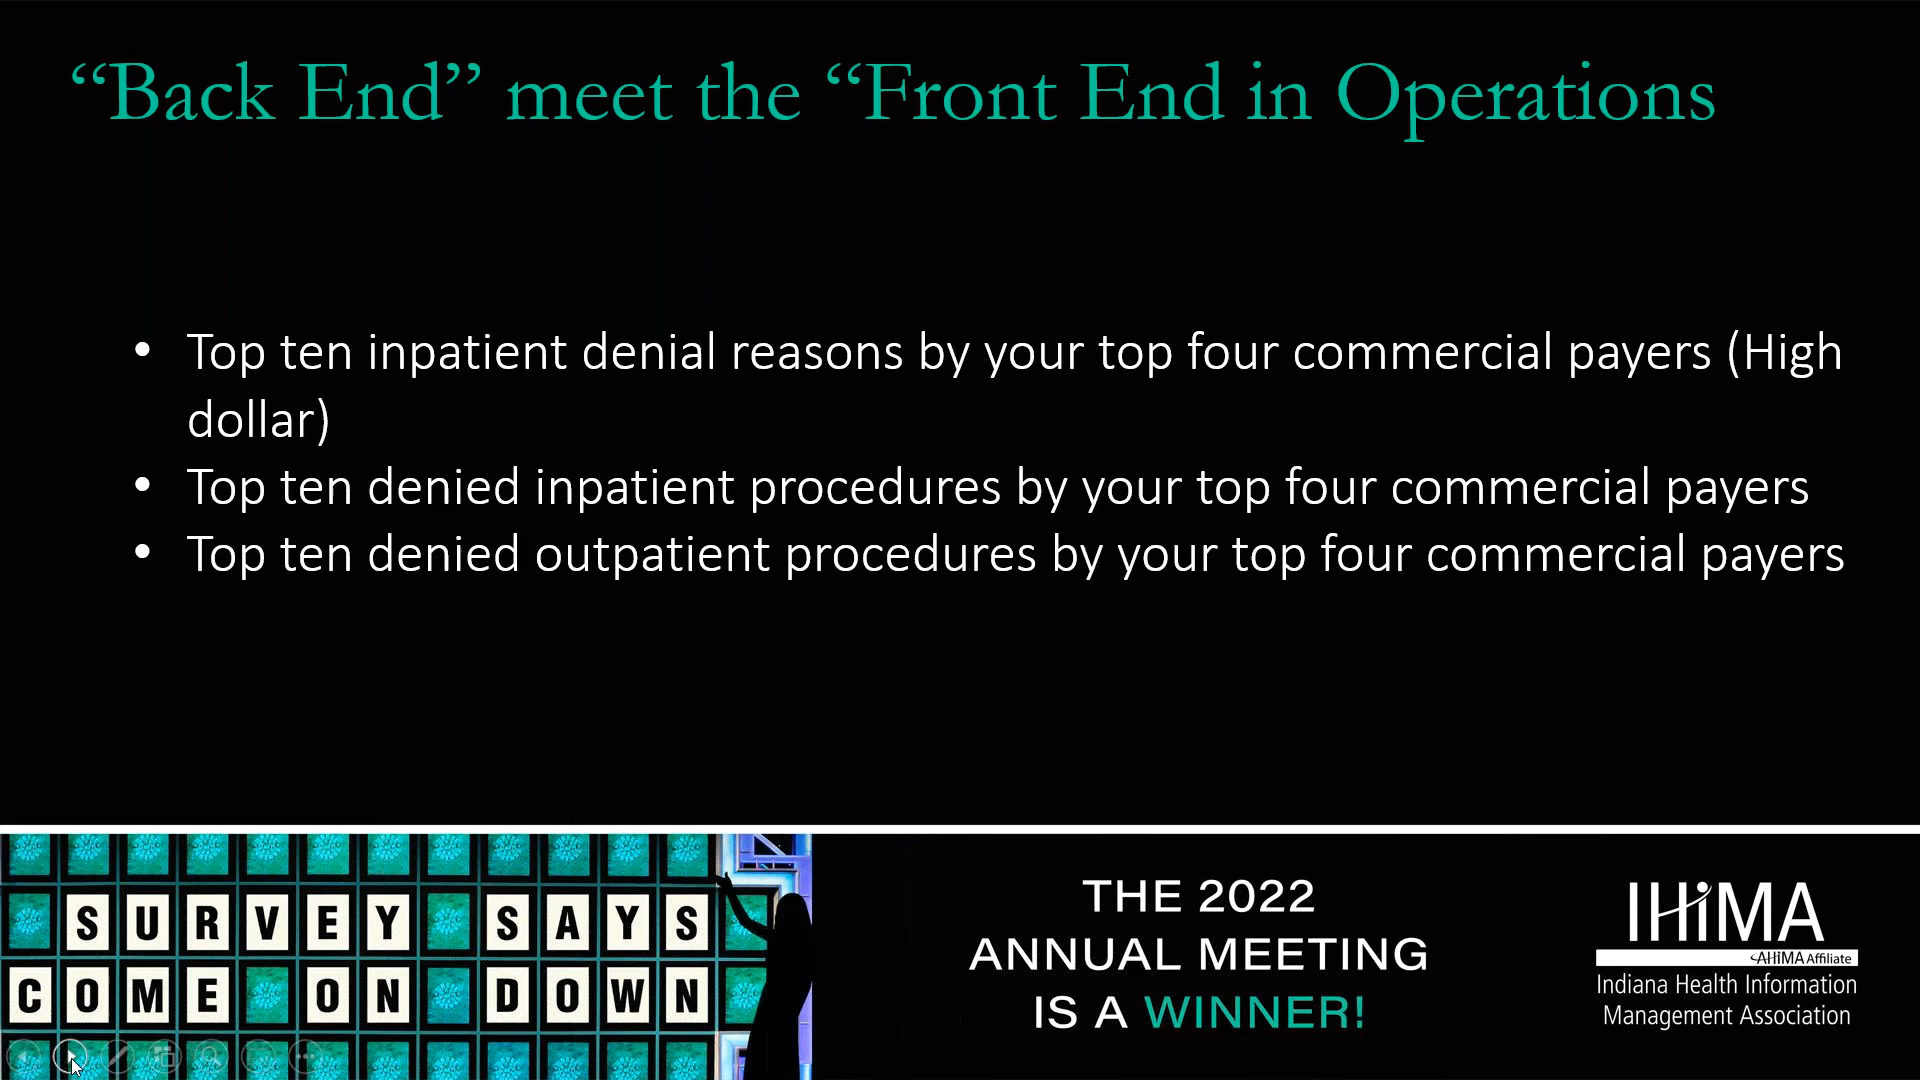 “Back End” meet the “Front End in Operations
• Top ten inpatient denial reasons by your top four commercial payers (High
dollar)
• Top ten denied inpatient procedures by your top four commercial payers
• Top ten denied outpatient procedures by your top four commercial payers
SURVEY SAYS
COME ON DOWN
THE 2022
ANNUAL MEETING
IS A WINNER!
IHIMA
AHIMA Affiliate
Indiana Health Information
Management Association